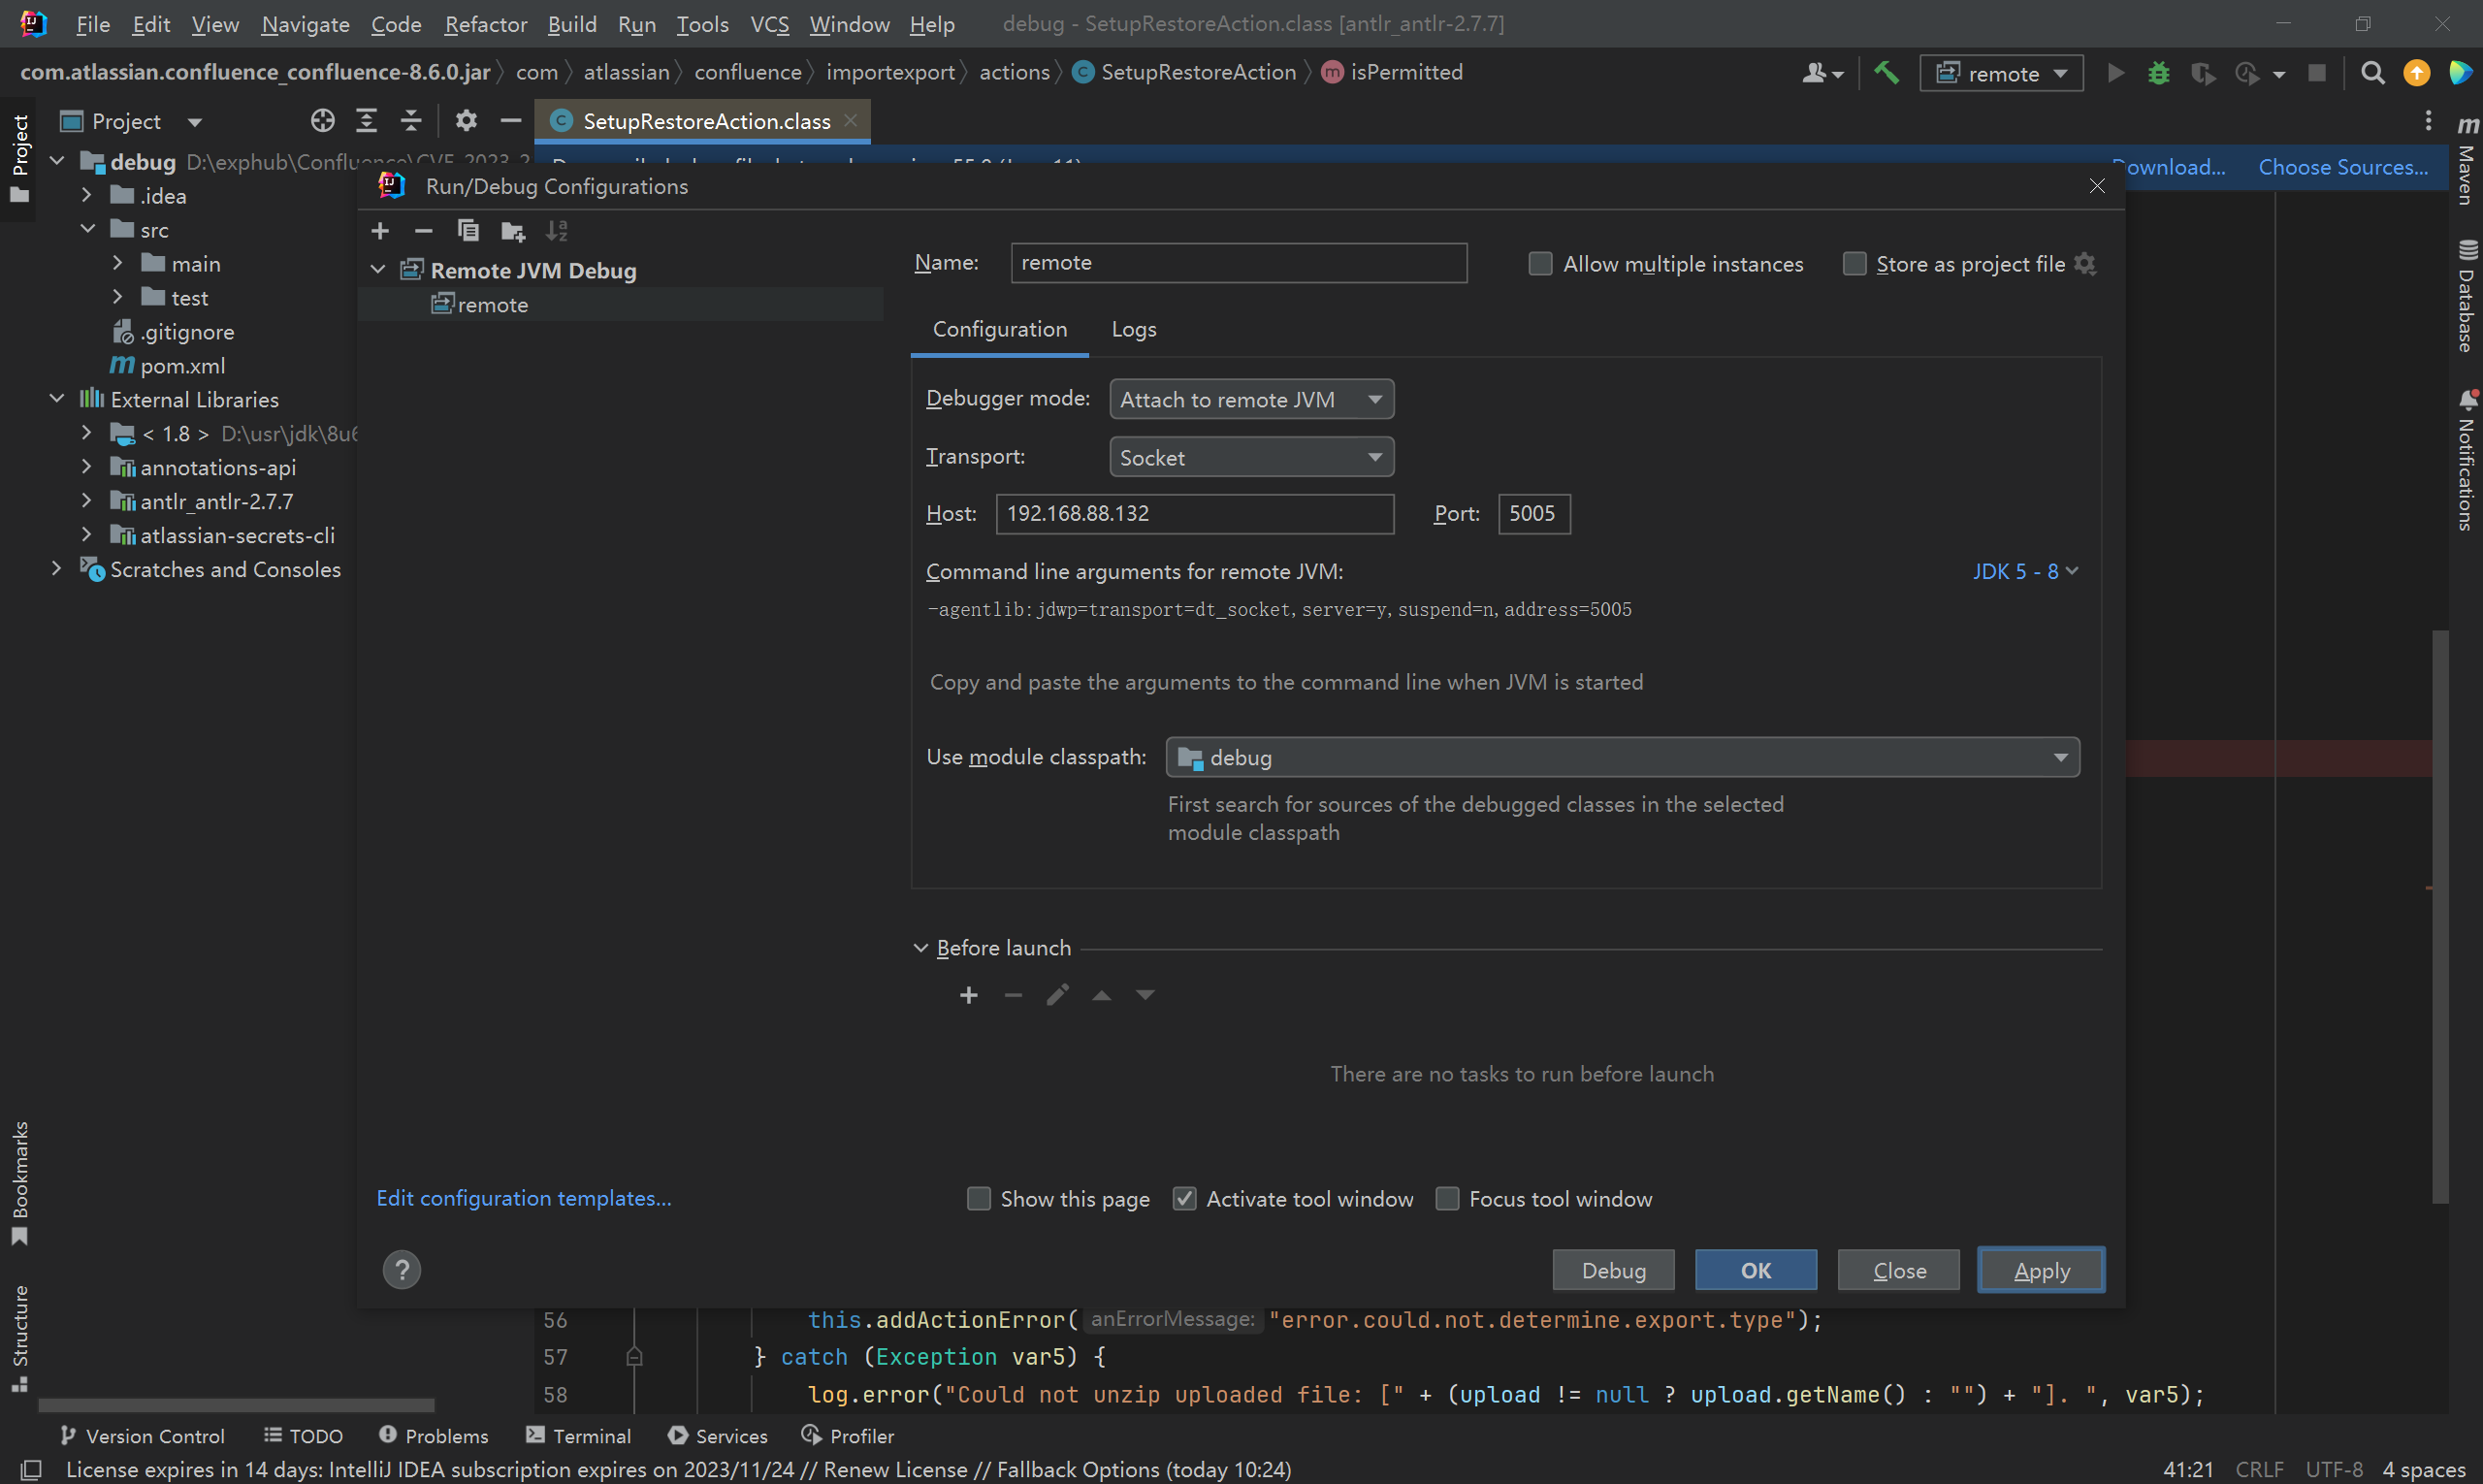 File Edit View Navigate Code Refactor Build Run Tools VCS Window Help debug - SetupRestoreAction.class [antlr_antlr-2.7.7]
com.atlassian.confluence_confluence-8.6.0.jar com atlassian confluence importexport actions SetupRestoreAction isPermitted remote
Project
SetupRestoreAction.class
Download... Choose Sources...
debug D:\exphub\Confluence\CVE_2023_2
.idea
src
main
test
.gitignore
pom.xml
External Libraries
< 1.8 > D:\usr\jdk\8u6
annotations-api
antlr_antlr-2.7.7
atlassian-secrets-cli
Scratches and Consoles
Project
Bookmarks
Structure
Maven
Database
Notifications
Run/Debug Configurations
Remote JVM Debug
remote
Name: remote Allow multiple instances Store as project file
Configuration Logs
Debugger mode: Attach to remote JVM
Transport: Socket
Host: 192.168.88.132 Port: 5005
Command line arguments for remote JVM: JDK 5 - 8
-agentlib:jdwp=transport=dt_socket,server=y,suspend=n,address=5005
Copy and paste the arguments to the command line when JVM is started
Use module classpath: debug
First search for sources of the debugged classes in the selected
module classpath
Before launch
There are no tasks to run before launch
Edit configuration templates... Show this page Activate tool window Focus tool window
? Debug OK Close Apply
56 this.addActionError( anErrorMessage: "error.could.not.determine.export.type");
57 } catch (Exception var5) {
58 log.error("Could not unzip uploaded file: [" + (upload != null ? upload.getName() : "") + "]. ", var5);
Version Control TODO Problems Terminal Services Profiler
License expires in 14 days: IntelliJ IDEA subscription expires on 2023/11/24 // Renew License // Fallback Options (today 10:24) 41:21 CRLF UTF-8 4 spaces